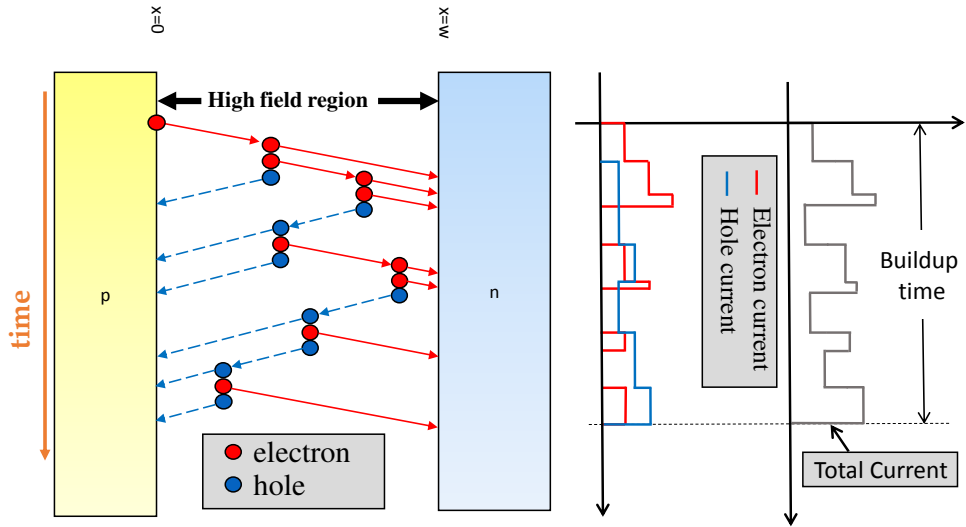 x=0
x=w
High field region
time
p
n
electron
hole
Electron current
Hole current
Buildup
time
Total Current